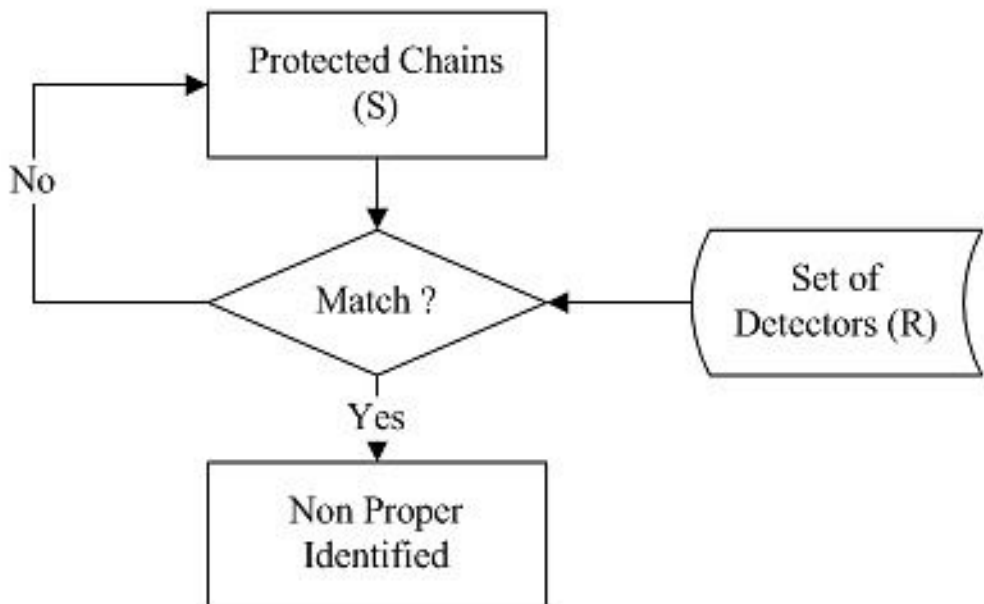 Protected Chains
(S)
No
Match ?
Set of
Detectors (R)
Yes
Non Proper
Identified